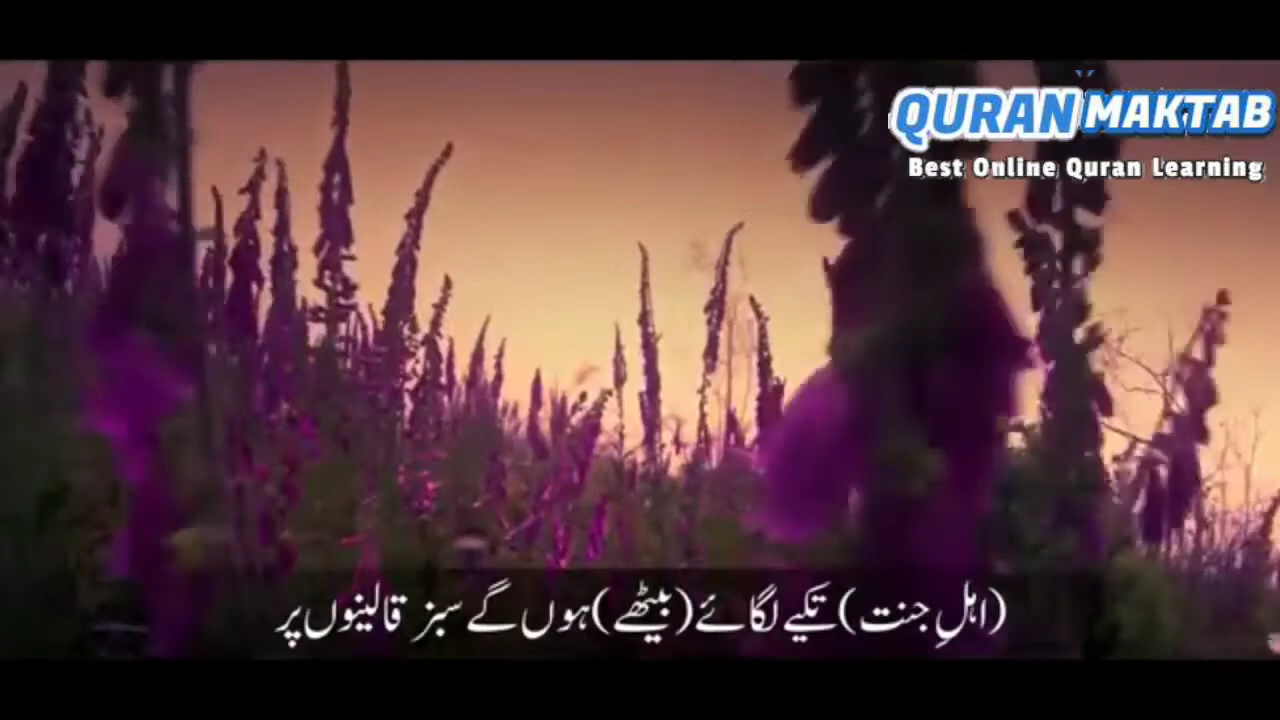 QURAN MAKTAB
Best Online Quran Learning
(اہلِ جنت) تکیے لگائے (بیٹھے) ہوں گے سبز قالینوں پر